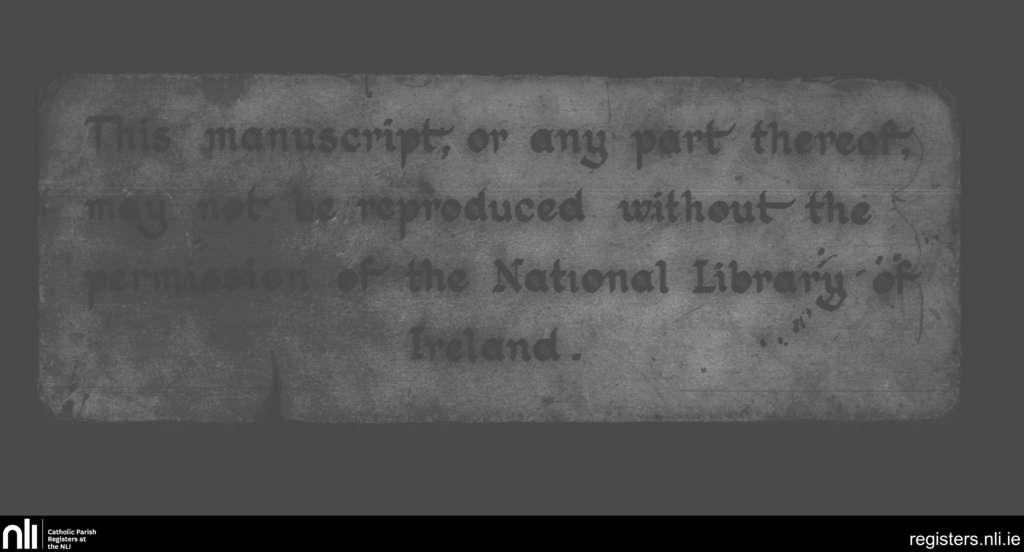 This manuscript, or any part thereof,
may not be reproduced without the
permission of the National Library of
Ireland.
nli
Catholic Parish
Registers at
the NLI
registers.nli.ie